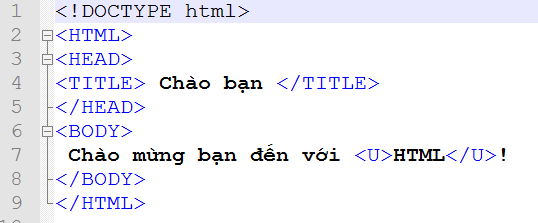 1 <!DOCTYPE html>
2 <HTML>
3 <HEAD>
4 <TITLE> Chào bạn </TITLE>
5 </HEAD>
6 <BODY>
7 Chào mừng bạn đến với <U>HTML</U>!
8 </BODY>
9 </HTML>